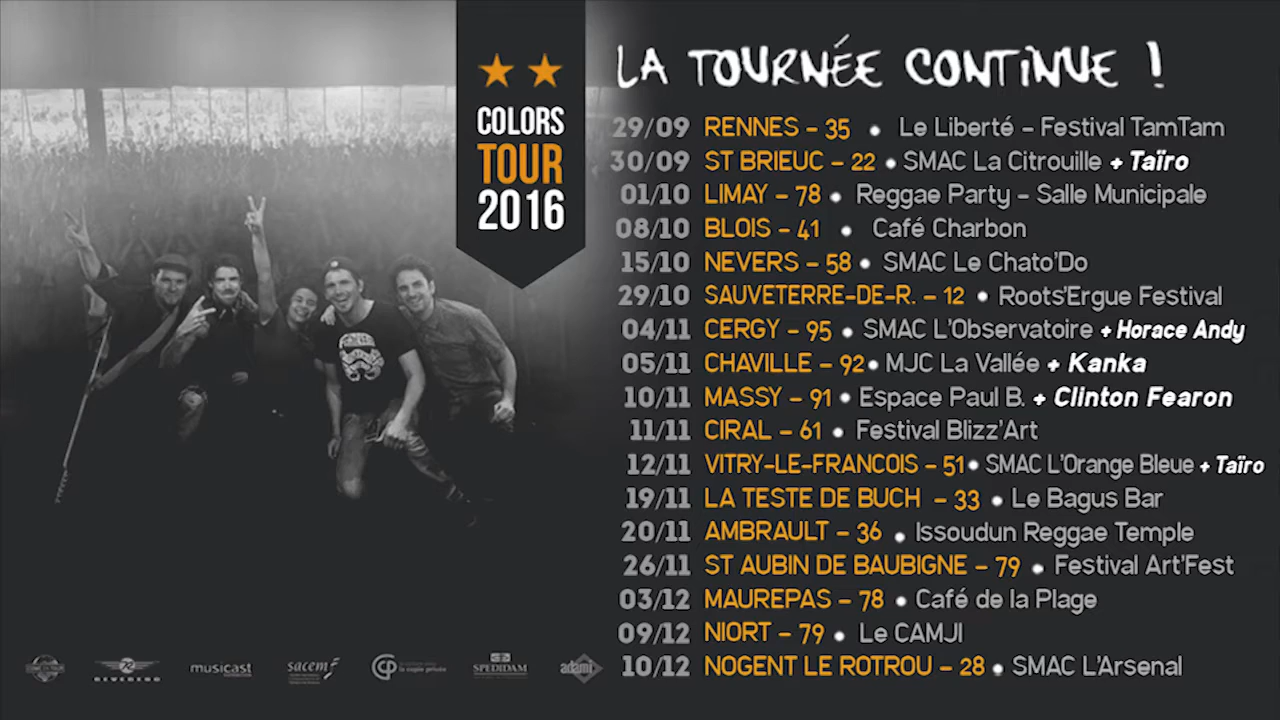 COLORS
TOUR
2016
LA TOURNÉE CONTINUE !
29/09 RENNES - 35 • Le Liberté - Festival TamTam
30/09 ST BRIEUC - 22 • SMAC La Citrouille + Taïro
01/10 LIMAY - 78 • Reggae Party - Salle Municipale
08/10 BLOIS - 41 • Café Charbon
15/10 NEVERS - 58 • SMAC Le Chato'Do
29/10 SAUVETERRE-DE-R. - 12 • Roots'Ergue Festival
04/11 CERGY - 95 • SMAC L'Observatoire + Horace Andy
05/11 CHAVILLE - 92 • MJC La Vallée + Kanka
10/11 MASSY - 91 • Espace Paul B. + Clinton Fearon
11/11 CIRAL - 61 • Festival Blizz'Art
12/11 VITRY-LE-FRANCOIS - 51 • SMAC L'Orange Bleue + Taïro
19/11 LA TESTE DE BUCH - 33 • Le Bagus Bar
20/11 AMBRAULT - 36 • Issoudun Reggae Temple
26/11 ST AUBIN DE BAUBIGNE - 79 • Festival Art'Fest
03/12 MAUREPAS - 78 • Café de la Plage
09/12 NIORT - 79 • Le CAMJI
10/12 NOGENT LE ROTROU - 28 • SMAC L'Arsenal
REVEREND
musicast
sacem
la copie privée
SPEDIDAM
adami